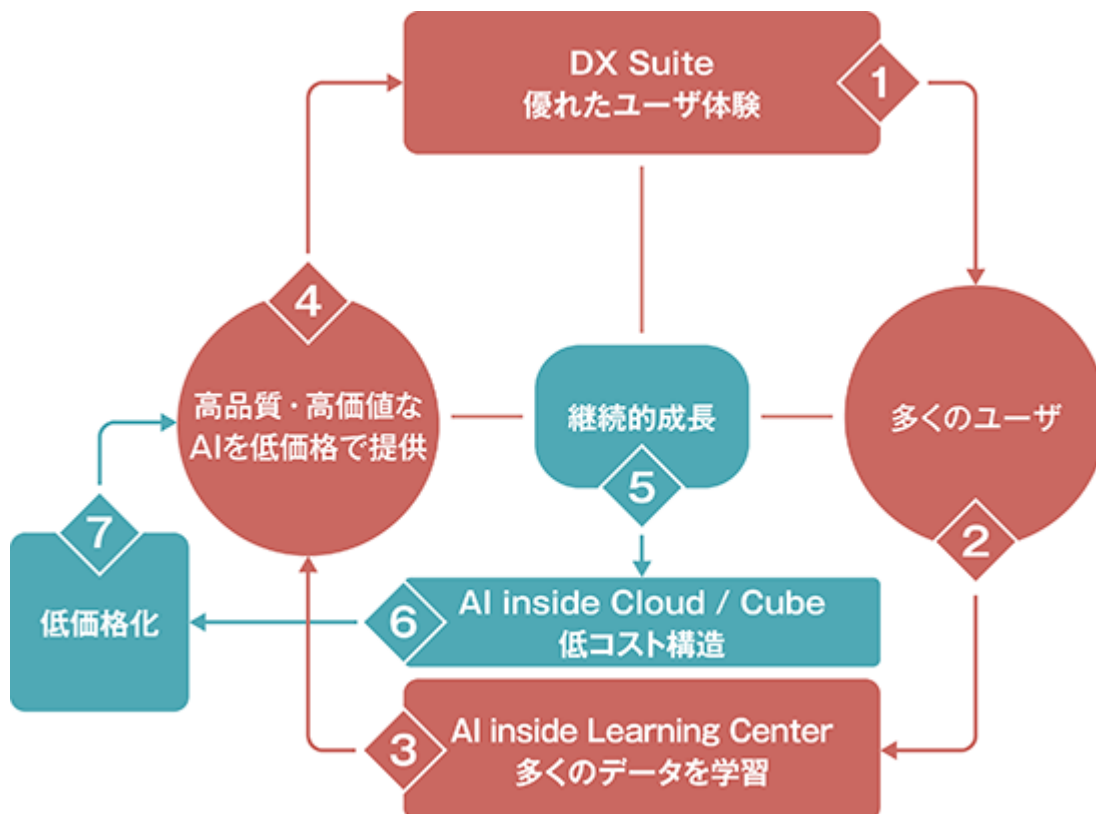 DX Suite
優れたユーザ体験
1
4
高品質・高価値な
AIを低価格で提供
継続的成長
5
多くのユーザ
2
7
低価格化
6
AI inside Cloud / Cube
低コスト構造
3
AI inside Learning Center
多くのデータを学習